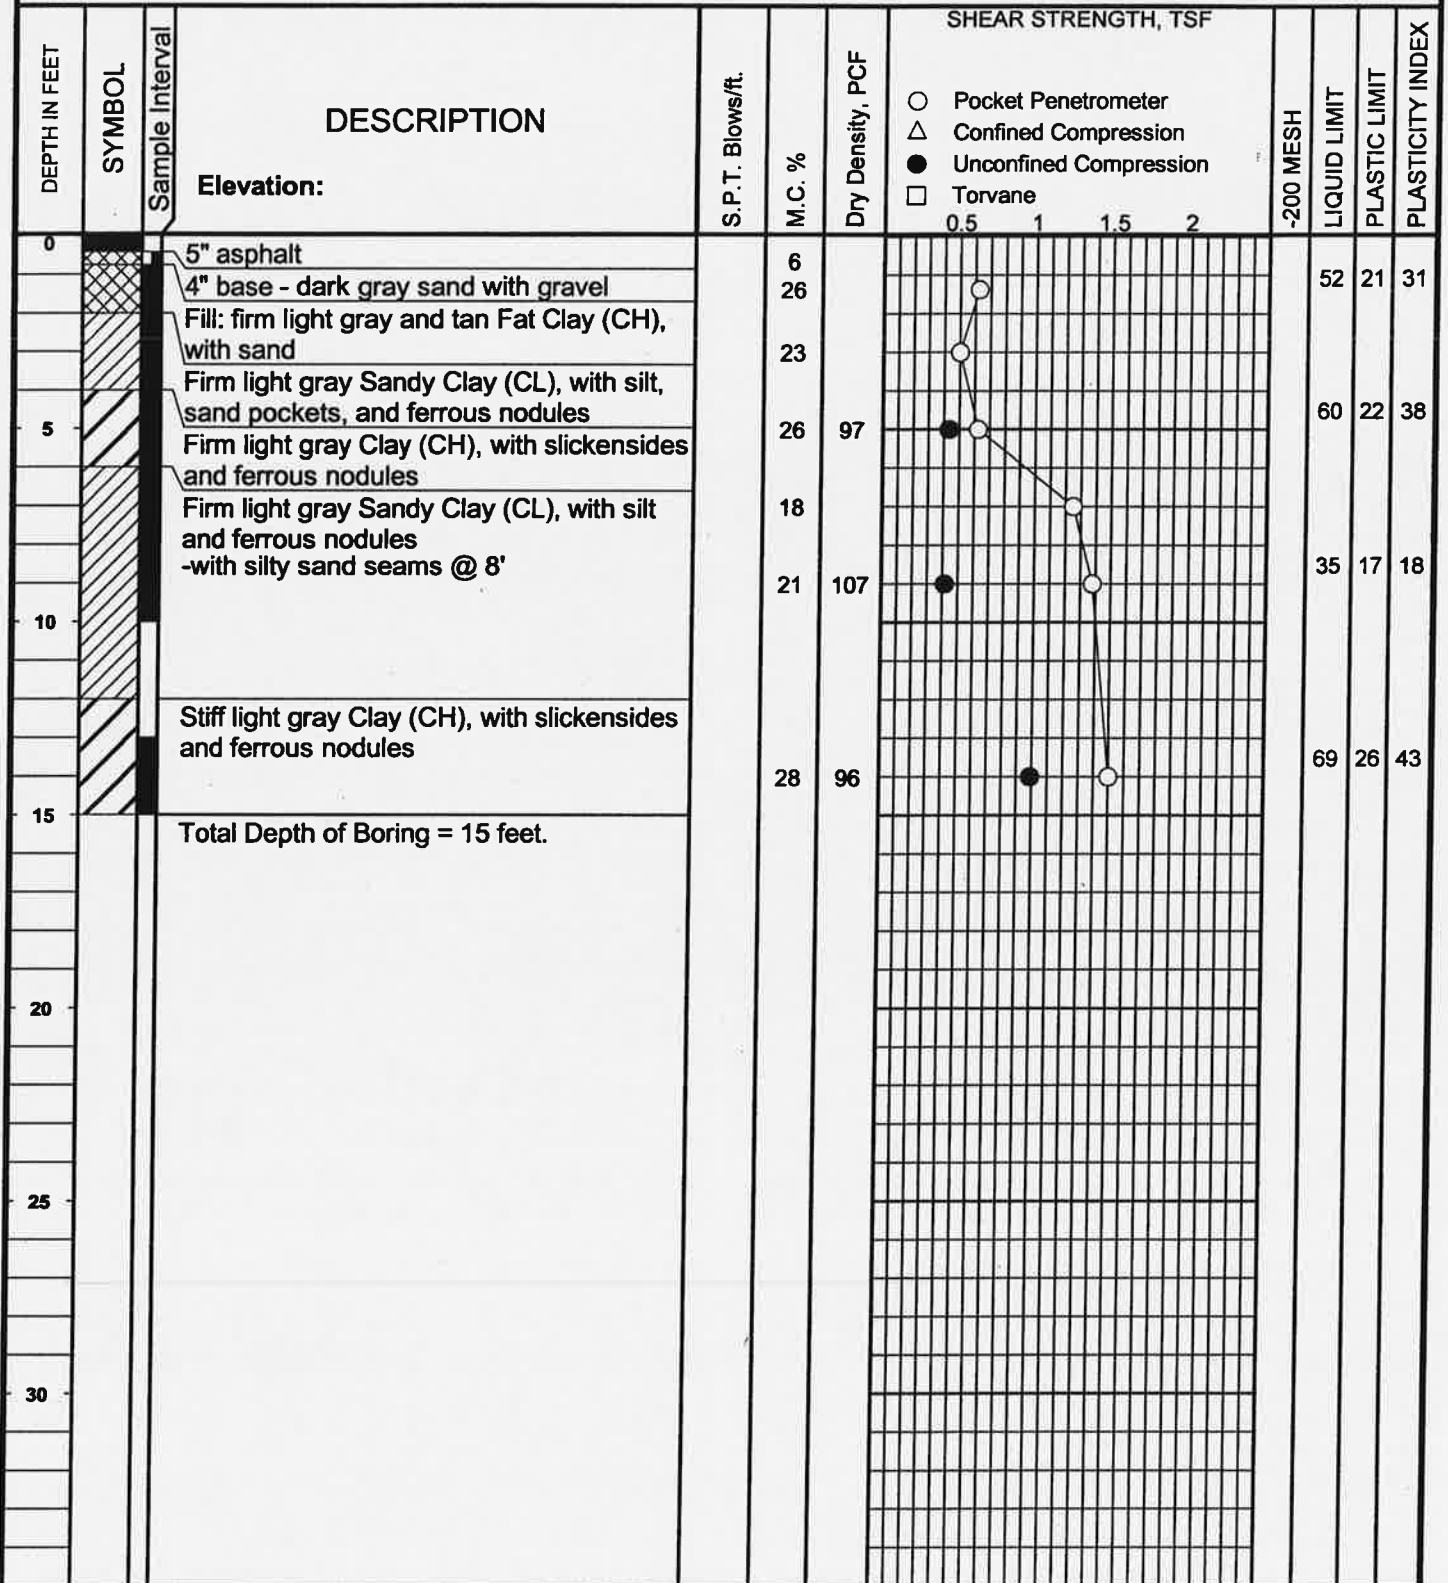 DEPTH IN FEET
SYMBOL
Sample Interval
DESCRIPTION
Elevation:
S.P.T. Blows/ft.
M.C. %
Dry Density, PCF
SHEAR STRENGTH, TSF
Pocket Penetrometer
Confined Compression
Unconfined Compression
Torvane
0.5 1 1.5 2
-200 MESH
LIQUID LIMIT
PLASTIC LIMIT
PLASTICITY INDEX
0
5" asphalt
6
4" base - dark gray sand with gravel
26
52 21 31
Fill: firm light gray and tan Fat Clay (CH),
with sand
23
Firm light gray Sandy Clay (CL), with silt,
sand pockets, and ferrous nodules
60 22 38
5
26 97
Firm light gray Clay (CH), with slickensides
and ferrous nodules
Firm light gray Sandy Clay (CL), with silt
18
and ferrous nodules
-with silty sand seams @ 8'
35 17 18
21 107
10
Stiff light gray Clay (CH), with slickensides
and ferrous nodules
69 26 43
28 96
15
Total Depth of Boring = 15 feet.
20
25
30